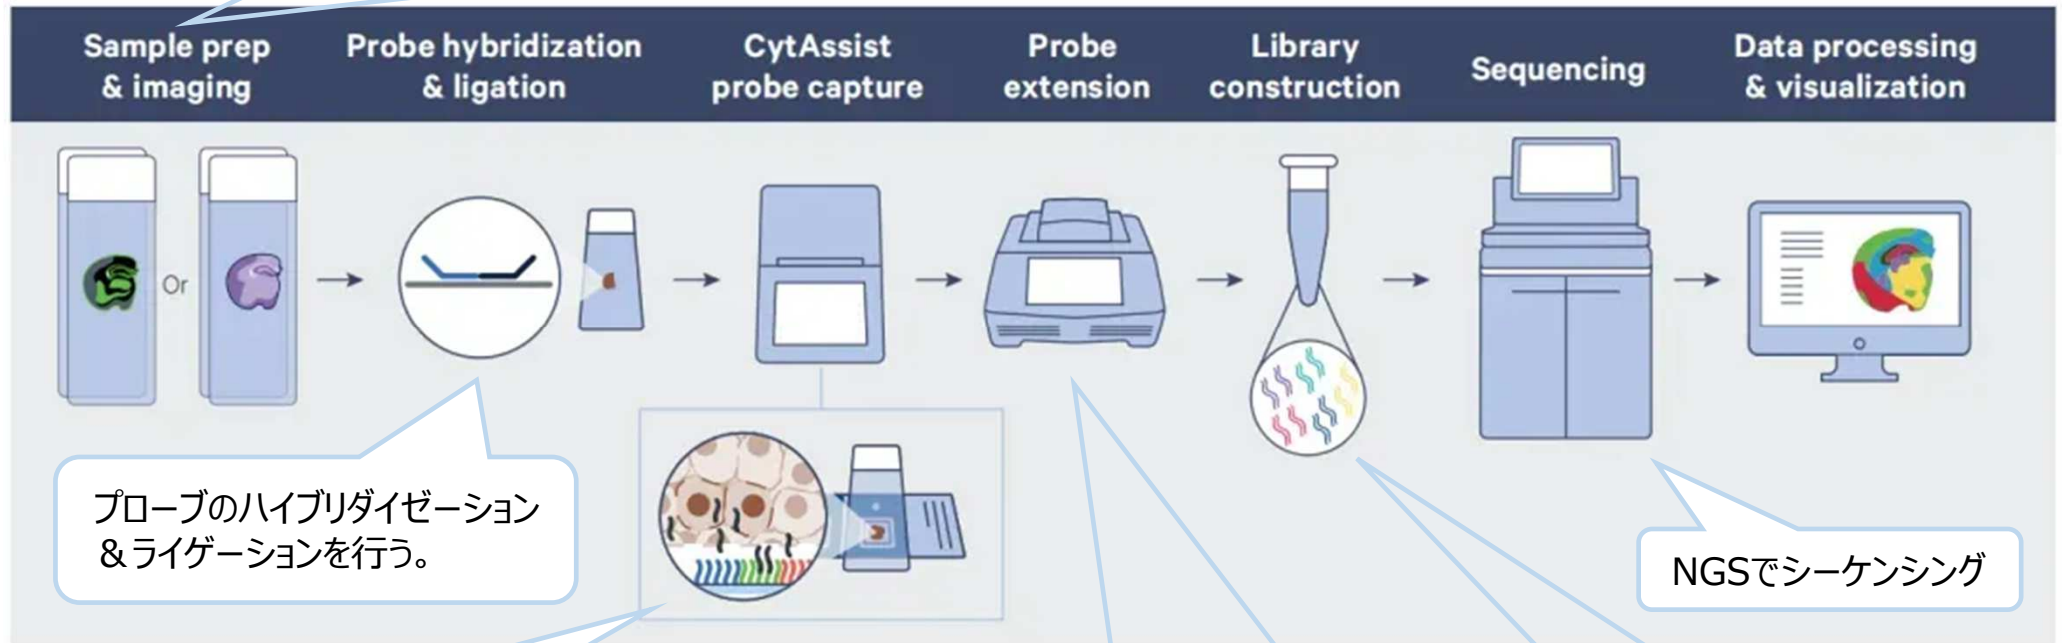 Sample prep
& imaging
Probe hybridization
& ligation
CytAssist
probe capture
Probe
extension
Library
construction
Sequencing
Data processing
& visualization
Or
プローブのハイブリダイゼーション
&ライゲーションを行う。
NGSでシーケンシング